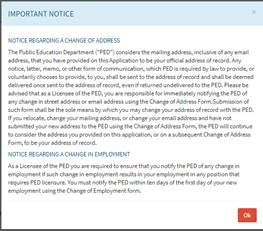 IMPORTANT NOTICE
×
NOTICE REGARDING A CHANGE OF ADDRESS
The Public Education Department ("PED") considers the mailing address, inclusive of any email
address, that you have provided on this Application to be your official address of record. Any
notice, letter, memo, or other form of communication, which PED is required by law to provide, or
voluntarily chooses to provide, to you, shall be sent to the address of record and shall be deemed
delivered once sent to the address of record, even if returned undelivered to the PED. Please be
advised that as a Licensee of the PED, you are responsible for immediately notifying the PED of
any change in street address or email address using the Change of Address Form.Submission of
such form shall be the sole means by which you may change your address of record with the PED.
If you relocate, change your mailing address, or change your email address and have not
submitted your new address to the PED using the Change of Address Form, the PED will continue
to consider the address you provided on this application, or on a subsequent Change of Address
Form, to be your address of record.
NOTICE REGARDING A CHANGE IN EMPLOYMENT
As a Licensee of the PED you are required to ensure that you notify the PED of any change in
employment if such change in employment results in your employment in any position that
requires PED licensure. You must notify the PED within ten days of the first day of your new
employment using the Change of Employment form.
Ok